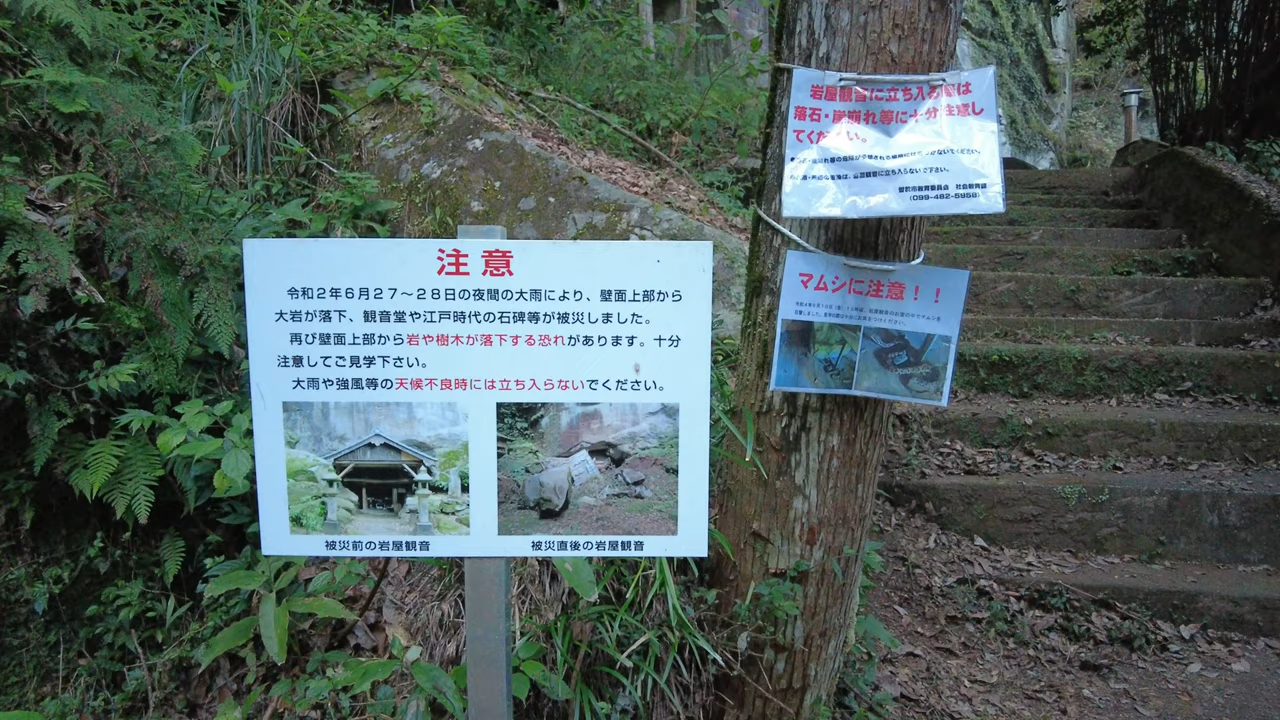 注意
令和2年6月27～28日の夜間の大雨により、壁面上部から
大岩が落下、観音堂や江戸時代の石碑等が被災しました。
再び壁面上部から岩や樹木が落下する恐れがあります。十分
注意してご見学下さい。
大雨や強風等の天候不良時には立ち入らないでください。
被災前の岩屋観音
被災直後の岩屋観音
岩屋観音に立ち入る際は
落石・崖崩れ等に十分注意し
てください。
社会教育課
(099-482-5958)
マムシに注意！！